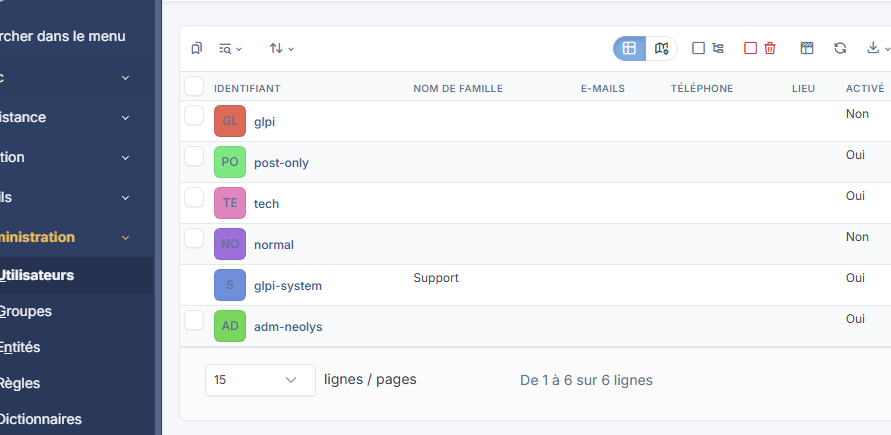 rcher dans le menu
c
istance
tion
ils
ministration
Utilisateurs
Groupes
Entités
Règles
Dictionnaires
IDENTIFIANT NOM DE FAMILLE E-MAILS TÉLÉPHONE LIEU ACTIVÉ
GL glpi Non
PO post-only Oui
TE tech Oui
NO normal Non
S glpi-system Support Oui
AD adm-neolys Oui
15 lignes / pages De 1 à 6 sur 6 lignes